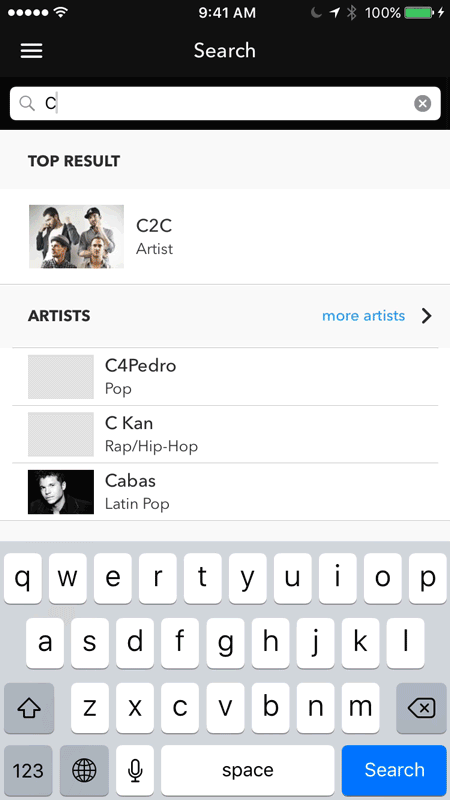 9:41 AM 100%
Search
C
TOP RESULT
C2C
Artist
ARTISTS more artists
C4Pedro
Pop
C Kan
Rap/Hip-Hop
Cabas
Latin Pop
q w e r t y u i o p
a s d f g h j k l
z x c v b n m
123 space Search